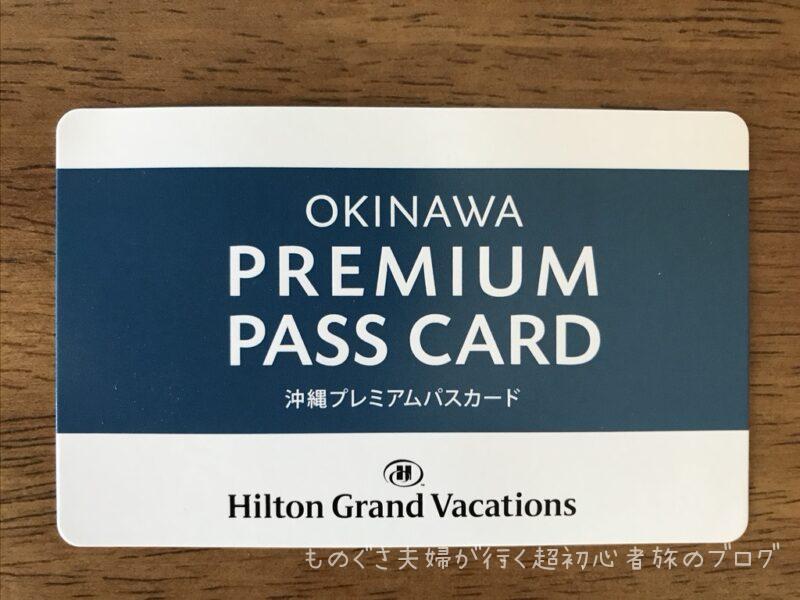 OKINAWA
PREMIUM
PASS CARD
沖縄プレミアムパスカード
H
Hilton Grand Vacations
ものぐさ夫婦が行く超初心者旅のブログ